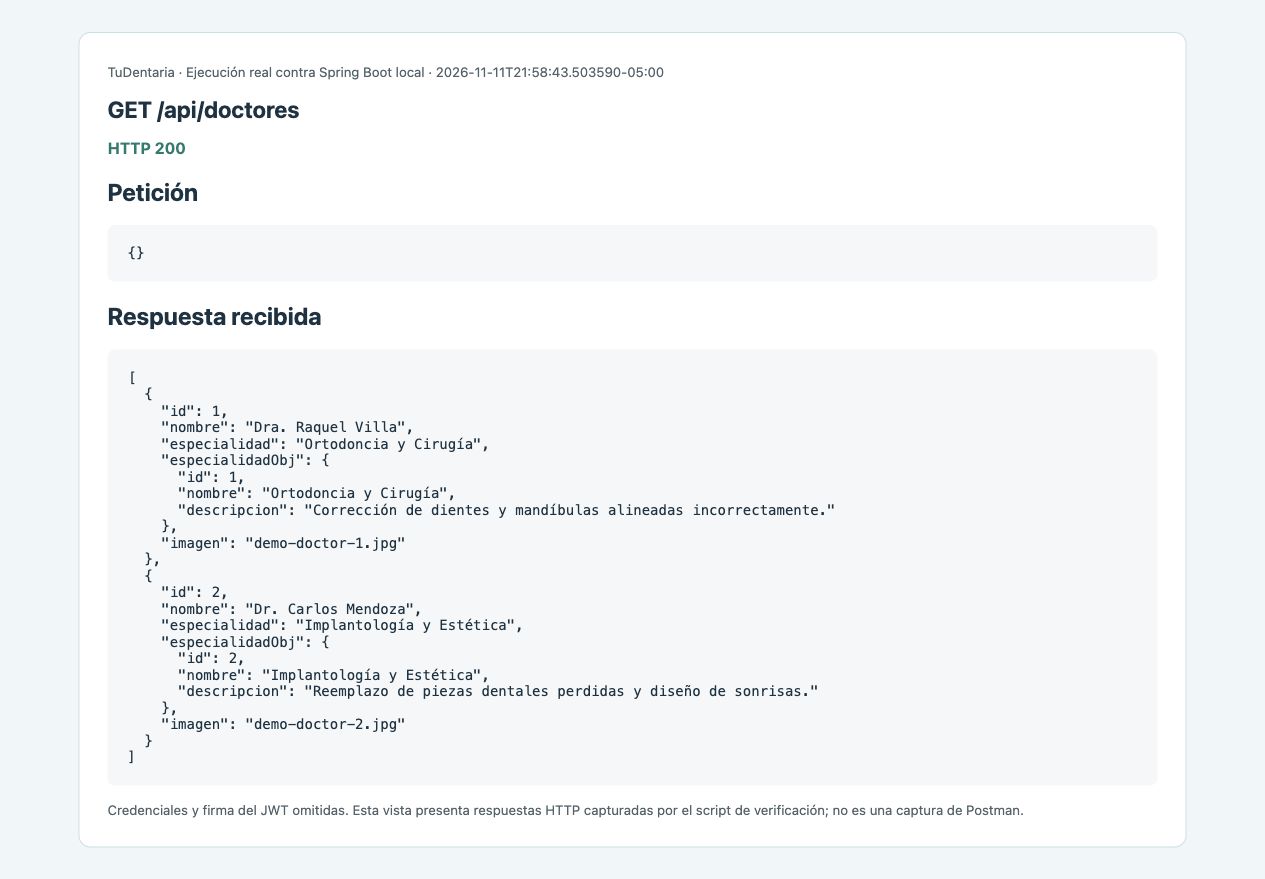 TuDentaria · Ejecución real contra Spring Boot local · 2026-11-11T21:58:43.503590-05:00
GET /api/doctores
HTTP 200
Petición
{}
Respuesta recibida
[
  {
    "id": 1,
    "nombre": "Dra. Raquel Villa",
    "especialidad": "Ortodoncia y Cirugía",
    "especialidadObj": {
      "id": 1,
      "nombre": "Ortodoncia y Cirugía",
      "descripcion": "Corrección de dientes y mandíbulas alineadas incorrectamente."
    },
    "imagen": "demo-doctor-1.jpg"
  },
  {
    "id": 2,
    "nombre": "Dr. Carlos Mendoza",
    "especialidad": "Implantología y Estética",
    "especialidadObj": {
      "id": 2,
      "nombre": "Implantología y Estética",
      "descripcion": "Reemplazo de piezas dentales perdidas y diseño de sonrisas."
    },
    "imagen": "demo-doctor-2.jpg"
  }
]
Credenciales y firma del JWT omitidas. Esta vista presenta respuestas HTTP capturadas por el script de verificación; no es una captura de Postman.